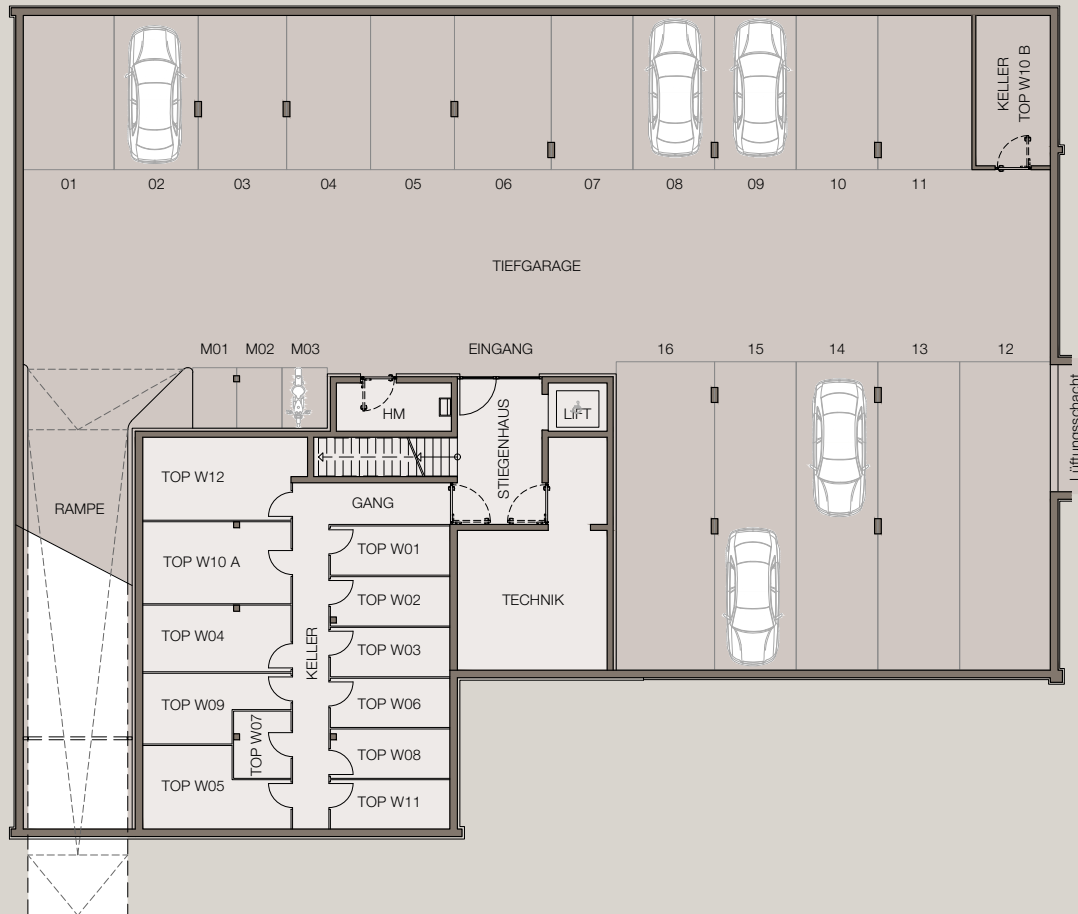 KELLER
TOP W10 B
01 02 03 04 05 06 07 08 09 10 11
TIEFGARAGE
M01 M02 M03 EINGANG 16 15 14 13 12
HM
LIFT
STIEGENHAUS
Lüftungsschacht
RAMPE
TOP W12
GANG
TOP W10 A
TOP W01
TOP W02
TECHNIK
TOP W04
KELLER
TOP W03
TOP W09
TOP W06
TOP W07
TOP W08
TOP W05
TOP W11